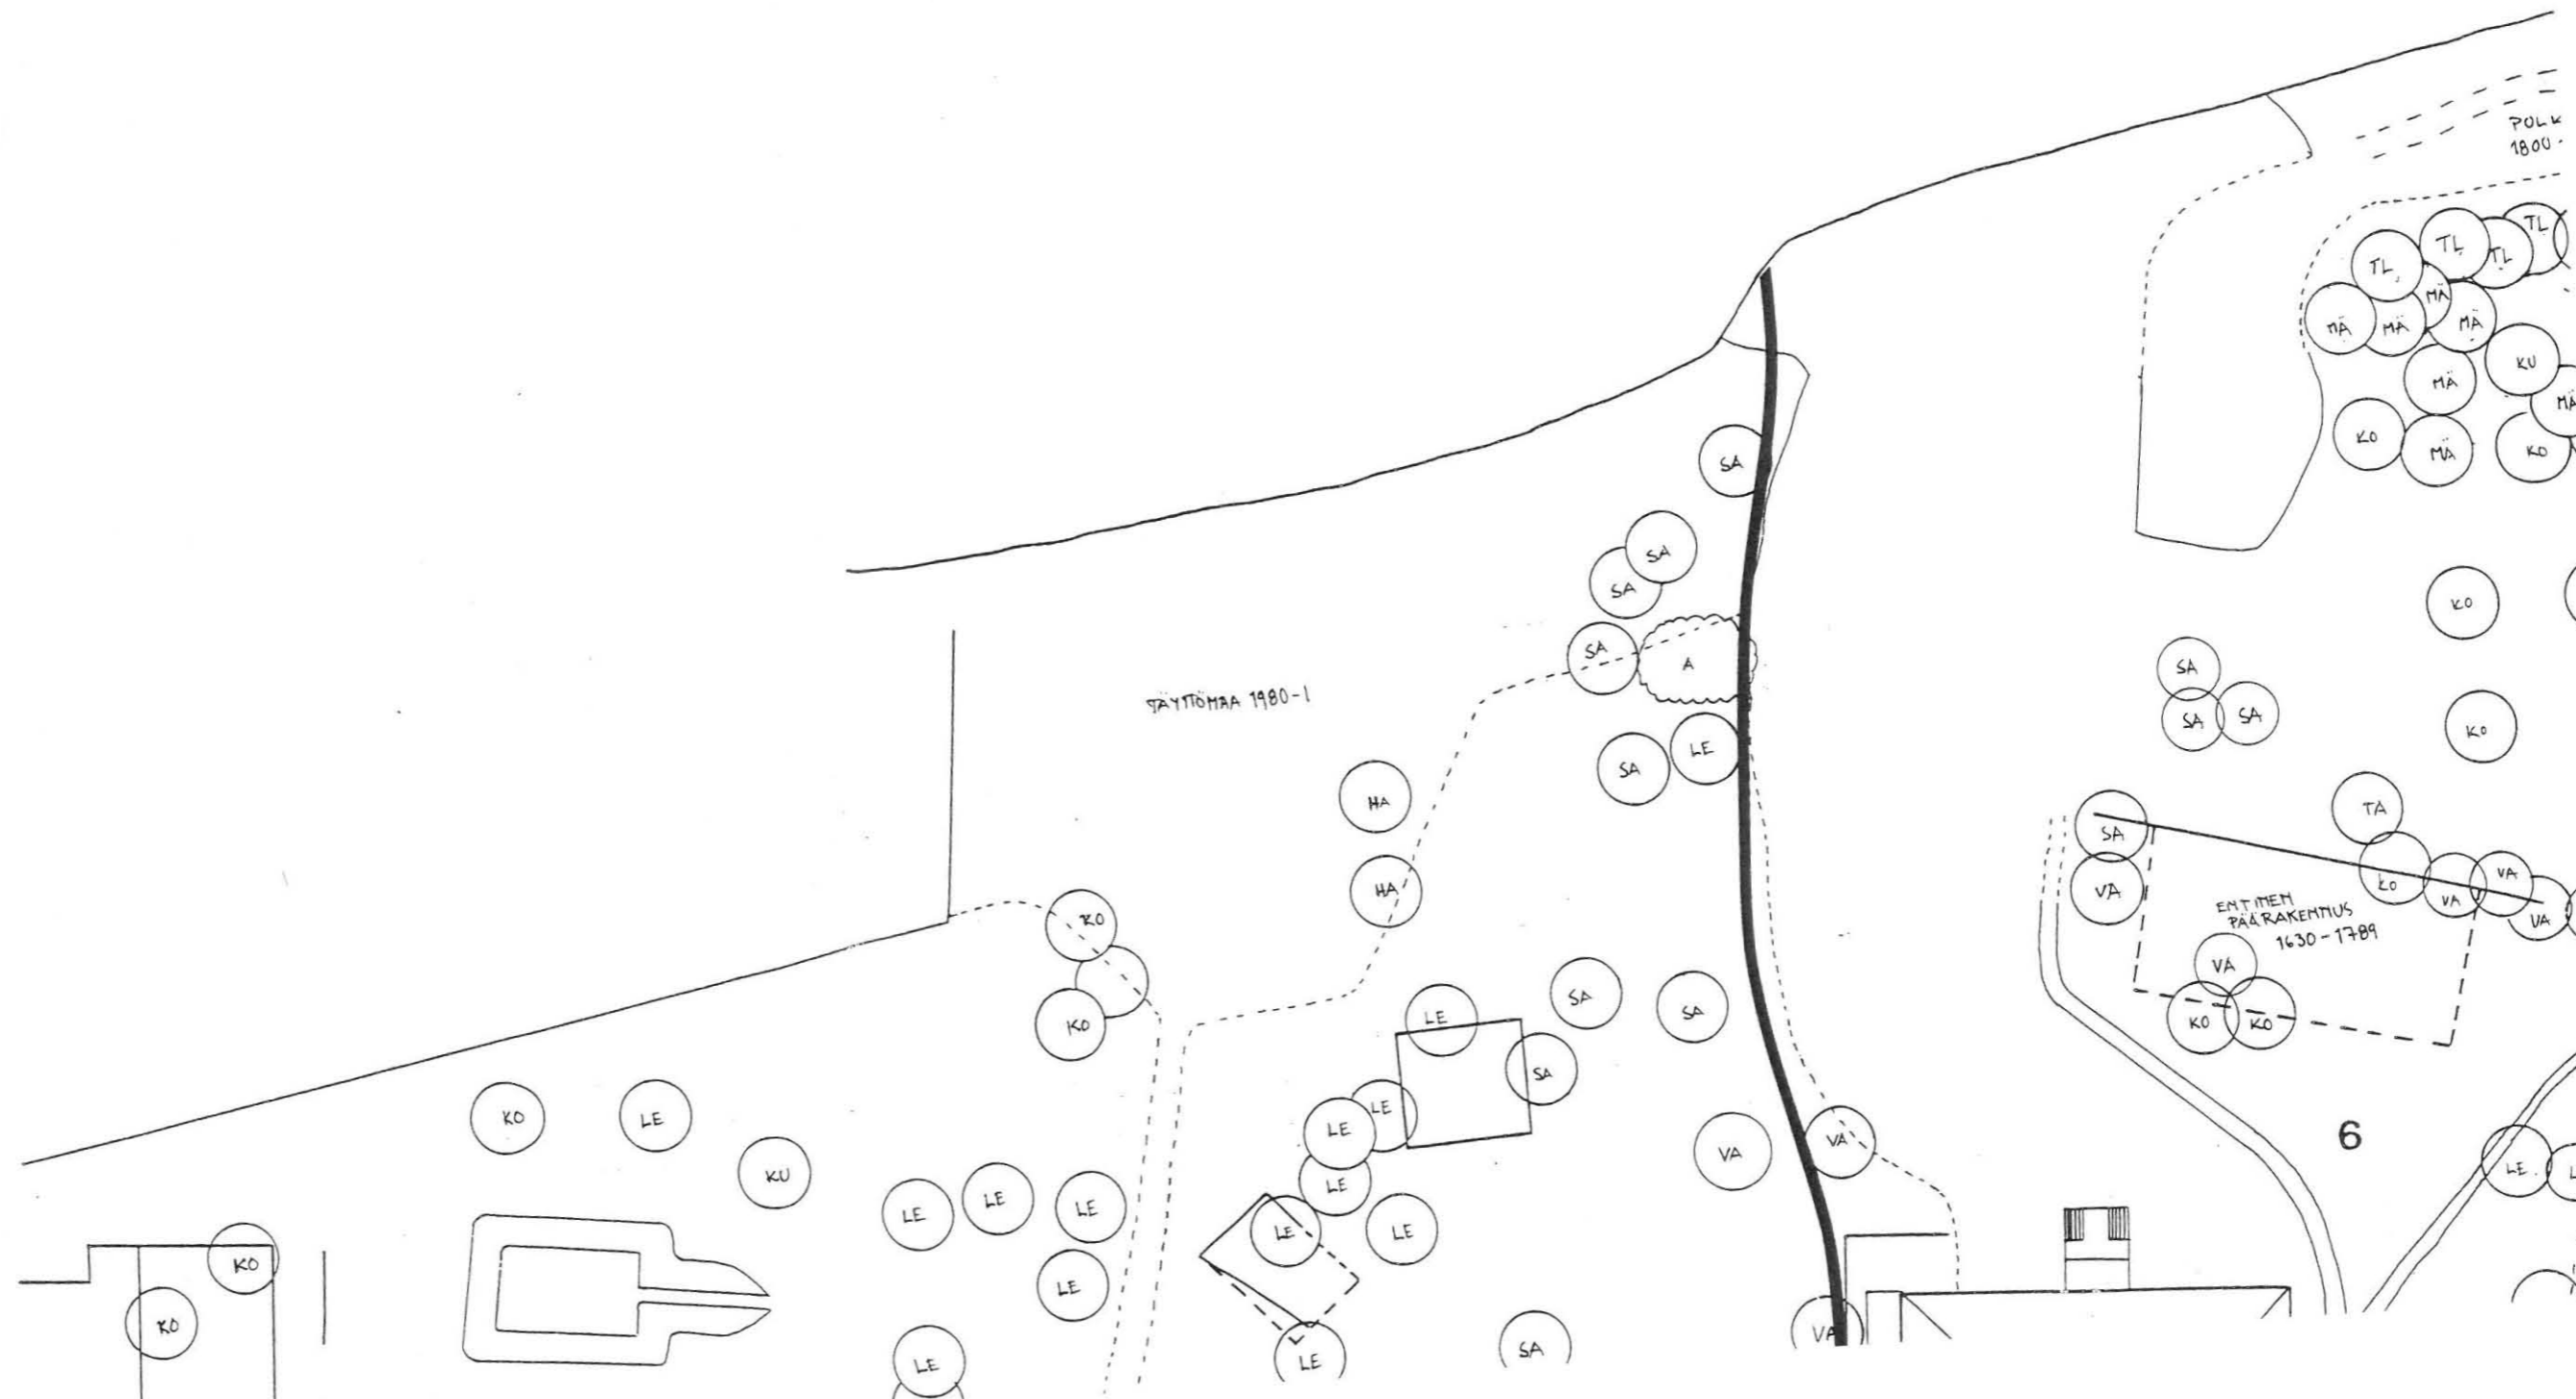 POLK
1800-
TL
TL
TL
TL
MÄ
MÄ
MÄ
MÄ
KU
MÄ
MÄ
KO
MÄ
KO
SA
SA
SA
KO
SA
A
TÄYTTÖMAA 1980-1
SA
SA
SA
KO
LE
SA
HA
TA
SA
HA
VA
KO
VA
VA
VA
ENTINEN
PÄÄRAKENNUS
1630-1789
KO
VA
SA
SA
LE
KO
KO
KO
SA
LE
KO
LE
LE
VA
VA
6
KU
LE
LE
LE
LE
LE
LE
LE
LE
KO
LE
KO
LE
LE
SA
VA